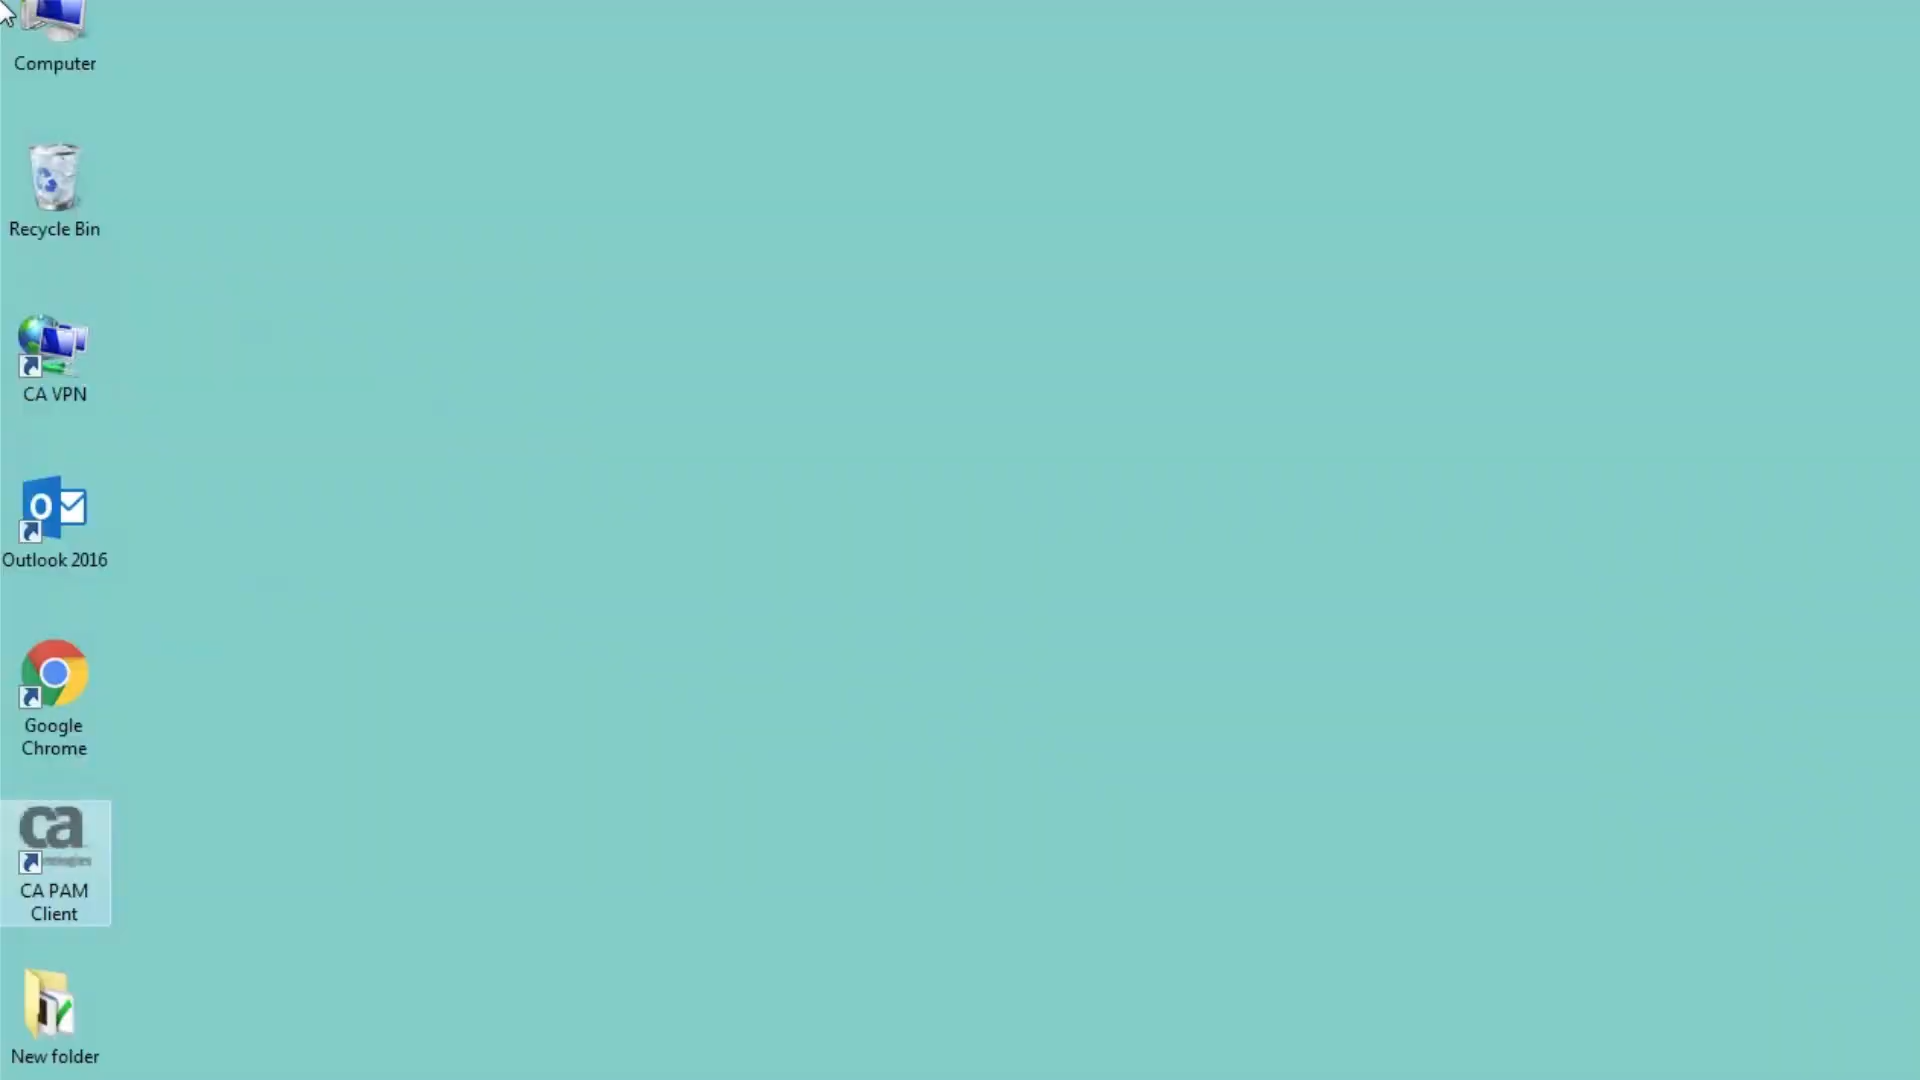 Computer
Recycle Bin
CA VPN
O
Outlook 2016
Google
Chrome
ca
CA PAM
Client
New folder